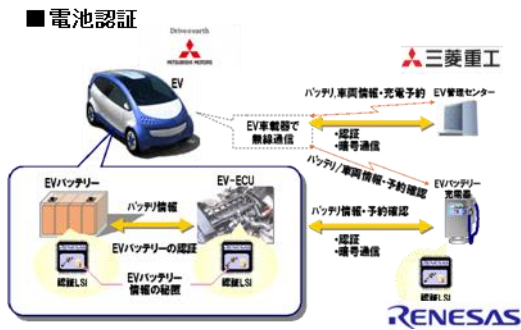 ■電池認証
Drive@earth
MITSUBISHI MOTORS
三菱重工
EV
バッテリ,車両情報・充電予約
EV管理センター
EV車載器で
無線通信
・認証
・暗号通信
バッテリ/車両情報・予約確認
EVバッテリー
バッテリ情報
EV-ECU
バッテリ情報・予約確認
EVバッテリー
充電器
EVバッテリーの認証
・認証
・暗号通信
認証LSI
EVバッテリー
情報の秘匿
認証LSI
認証LSI
RENESAS